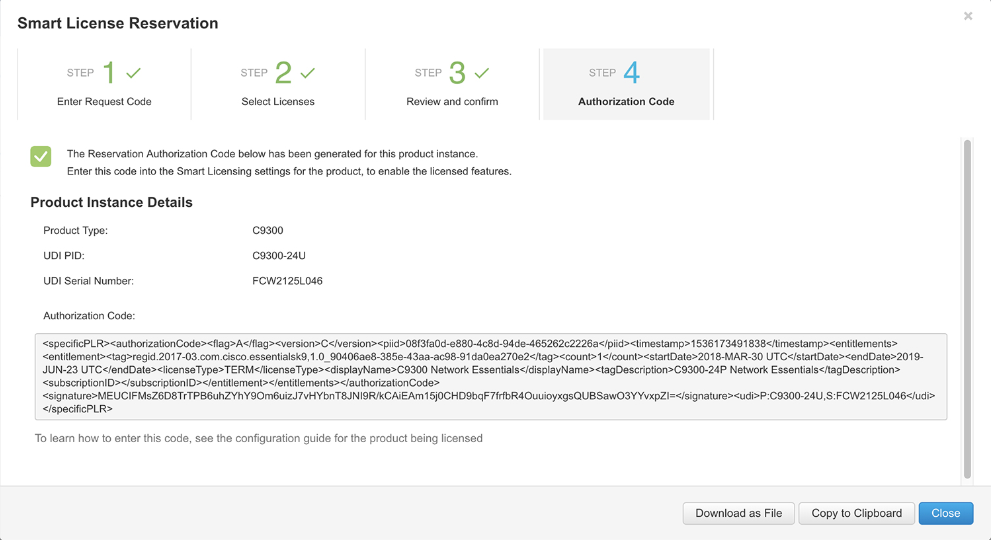 Smart License Reservation
STEP 1
Enter Request Code
STEP 2
Select Licenses
STEP 3
Review and confirm
STEP 4
Authorization Code
The Reservation Authorization Code below has been generated for this product instance.
Enter this code into the Smart Licensing settings for the product, to enable the licensed features.
Product Instance Details
Product Type: C9300
UDI PID: C9300-24U
UDI Serial Number: FCW2125L046
Authorization Code:
<specificPLR><authorizationCode><flag>A</flag><version>C</version><piid>08f3fa0d-e880-4c8d-94de-465262c2226a</piid><timestamp>1536173491838</timestamp><entitlements>
<entitlement><tag>regid.2017-03.com.cisco.essentialsk9,1.0_90406ae8-385e-43aa-ac98-91da0ea270e2</tag><count>1</count><startDate>2018-MAR-30 UTC</startDate><endDate>2019-
JUN-23 UTC</endDate><licenseType>TERM</licenseType><displayName>C9300 Network Essentials</displayName><tagDescription>C9300-24P Network Essentials</tagDescription>
<subscriptionID></subscriptionID></entitlement></entitlements></authorizationCode>
<signature>MEUCIFMsZ6D8TrTPB6uhZYhY9Om6uizJ7vHYbnT8JNI9R/kCAiEAm15j0CHD9bqF7frfbR4OuuioyxgsQUBSawO3YYvxpZI=</signature><udi>P:C9300-24U,S:FCW2125L046</udi>
</specificPLR>
To learn how to enter this code, see the configuration guide for the product being licensed
Download as File
Copy to Clipboard
Close